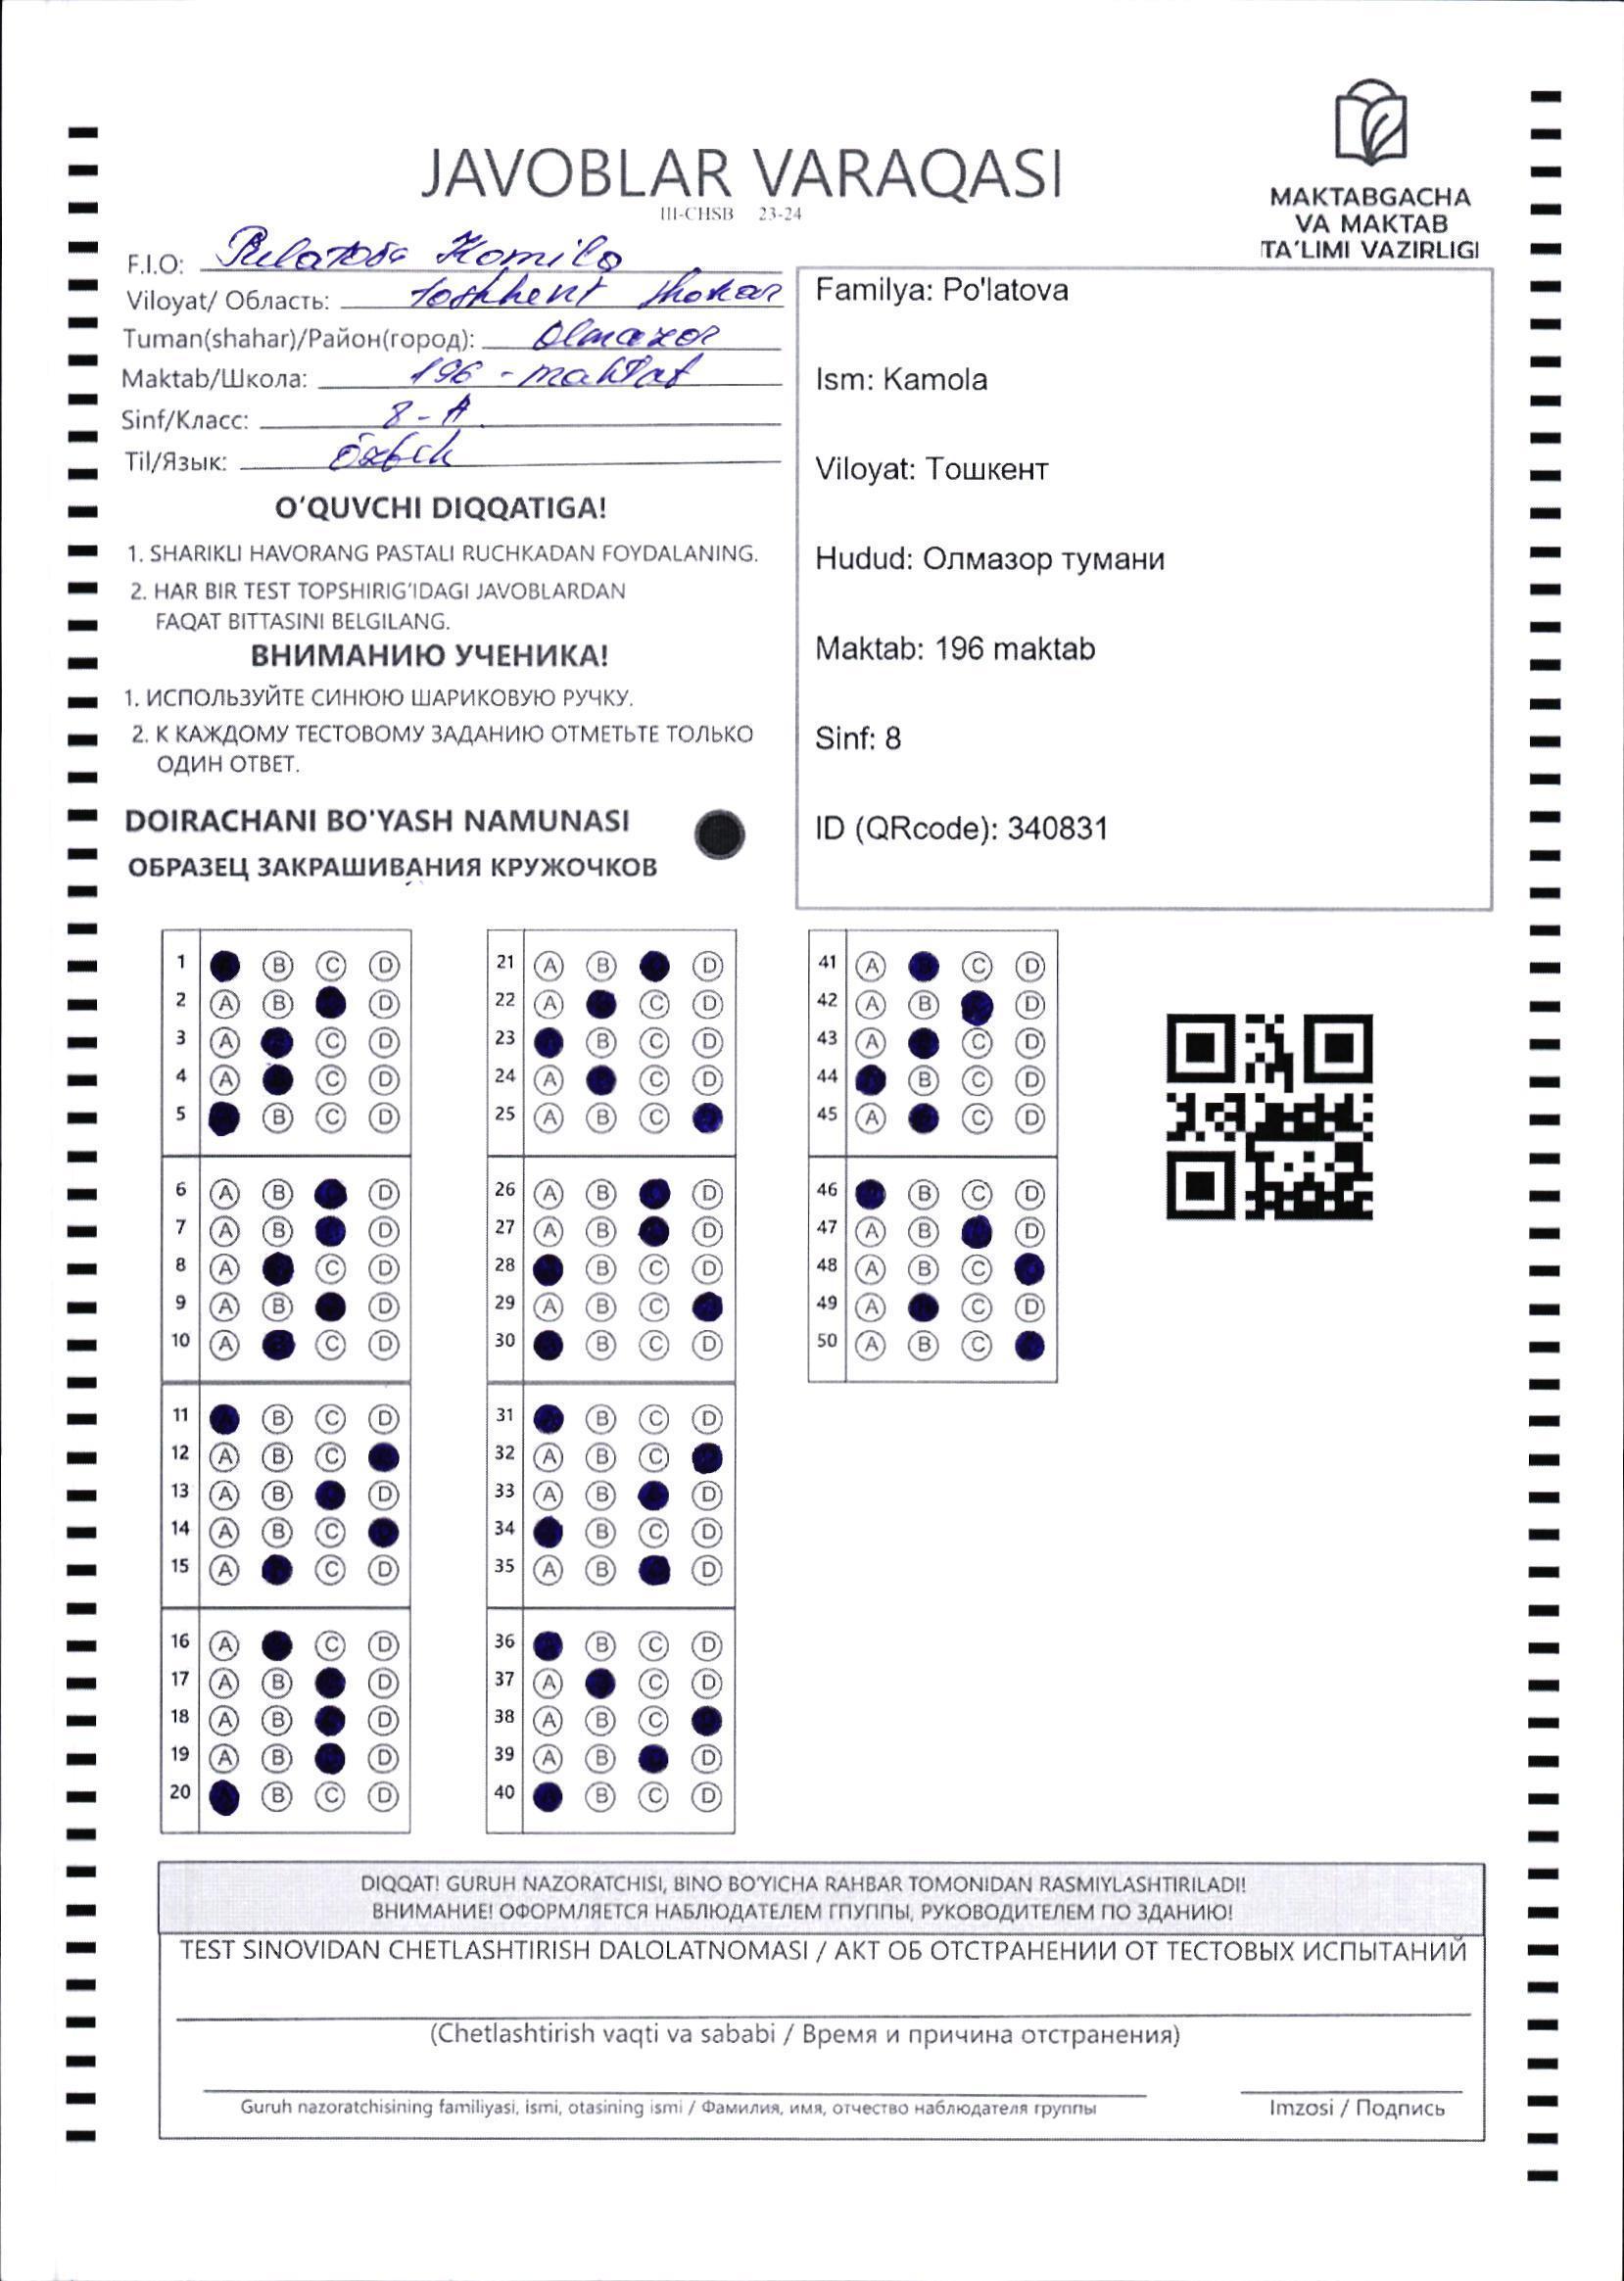 JAVOBLAR VARAQASI
III-CHSB 23-24
MAKTABGACHA
VA MAKTAB
TA'LIMI VAZIRLIGI
F.I.O:
Viloyat/ Область: toshkent shahar
Tuman(shahar)/Район(город): Olmazor
Maktab/Школа: 196 - maktab
Sinf/Класс: 8 - A
Til/Язык:
O'QUVCHI DIQQATIGA!
1. SHARIKLI HAVORANG PASTALI RUCHKADAN FOYDALANING.
2. HAR BIR TEST TOPSHIRIG'IDAGI JAVOBLARDAN
FAQAT BITTASINI BELGILANG.
ВНИМАНИЮ УЧЕНИКА!
1. ИСПОЛЬЗУЙТЕ СИНЮЮ ШАРИКОВУЮ РУЧКУ.
2. К КАЖДОМУ ТЕСТОВОМУ ЗАДАНИЮ ОТМЕТЬТЕ ТОЛЬКО
ОДИН ОТВЕТ.
DOIRACHANI BO'YASH NAMUNASI
ОБРАЗЕЦ ЗАКРАШИВАНИЯ КРУЖОЧКОВ
Familya: Po'latova
Ism: Kamola
Viloyat: Тошкент
Hudud: Олмазор тумани
Maktab: 196 maktab
Sinf: 8
ID (QRcode): 340831
1 B C D
2 A B D
3 A C D
4 A C D
5 B C D
6 A B D
7 A B D
8 A C D
9 A B D
10 A C D
11 B C D
12 A B C
13 A B D
14 A B C
15 A C D
16 A C D
17 A B D
18 A B D
19 A B D
20 B C D
21 A B D
22 A C D
23 B C D
24 A C D
25 A B C
26 A B D
27 A B D
28 B C D
29 A B C
30 B C D
31 B C D
32 A B C
33 A B D
34 B C D
35 A B D
36 B C D
37 A C D
38 A B C
39 A B D
40 B C D
41 A C D
42 A B D
43 A C D
44 B C D
45 A C D
46 B C D
47 A B D
48 A B C
49 A C D
50 A B C
DIQQAT! GURUH NAZORATCHISI, BINO BO'YICHA RAHBAR TOMONIDAN RASMIYLASHTIRILADI!
ВНИМАНИЕ! ОФОРМЛЯЕТСЯ НАБЛЮДАТЕЛЕМ ГПУППЫ, РУКОВОДИТЕЛЕМ ПО ЗДАНИЮ!
TEST SINOVIDAN CHETLASHTIRISH DALOLATNOMASI / АКТ ОБ ОТСТРАНЕНИИ ОТ ТЕСТОВЫХ ИСПЫТАНИЙ
(Chetlashtirish vaqti va sababi / Время и причина отстранения)
Guruh nazoratchisining familiyasi, ismi, otasining ismi / Фамилия, имя, отчество наблюдателя группы
Imzosi / Подпись